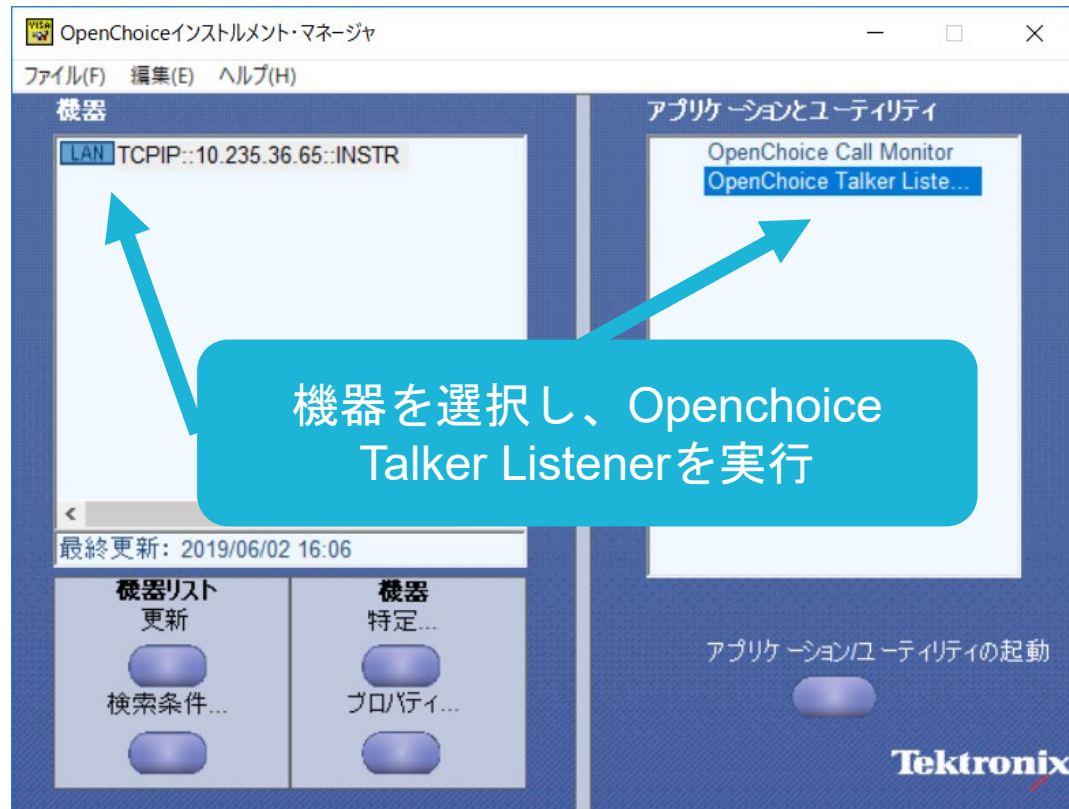 VISA
OpenChoiceインストルメント・マネージャ
ファイル(F) 編集(E) ヘルプ(H)
機器
LAN TCPIP::10.235.36.65::INSTR
アプリケーションとユーティリティ
OpenChoice Call Monitor
OpenChoice Talker Liste...
機器を選択し、Openchoice
Talker Listenerを実行
最終更新: 2019/06/02 16:06
機器リスト
更新
検索条件...
機器
特定...
プロパティ...
アプリケーション/ユーティリティの起動
Tektronix